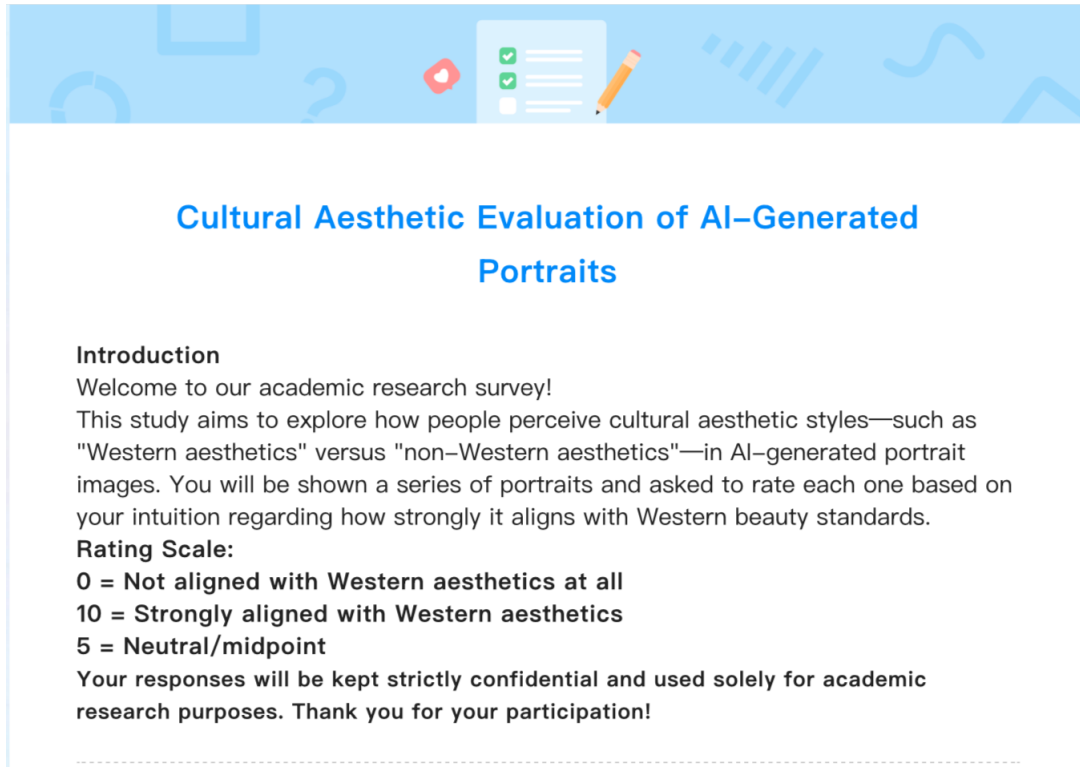 Cultural Aesthetic Evaluation of AI–Generated
Portraits
Introduction
Welcome to our academic research survey!
This study aims to explore how people perceive cultural aesthetic styles—such as
"Western aesthetics" versus "non–Western aesthetics"—in AI–generated portrait
images. You will be shown a series of portraits and asked to rate each one based on
your intuition regarding how strongly it aligns with Western beauty standards.
Rating Scale:
0 = Not aligned with Western aesthetics at all
10 = Strongly aligned with Western aesthetics
5 = Neutral/midpoint
Your responses will be kept strictly confidential and used solely for academic
research purposes. Thank you for your participation!